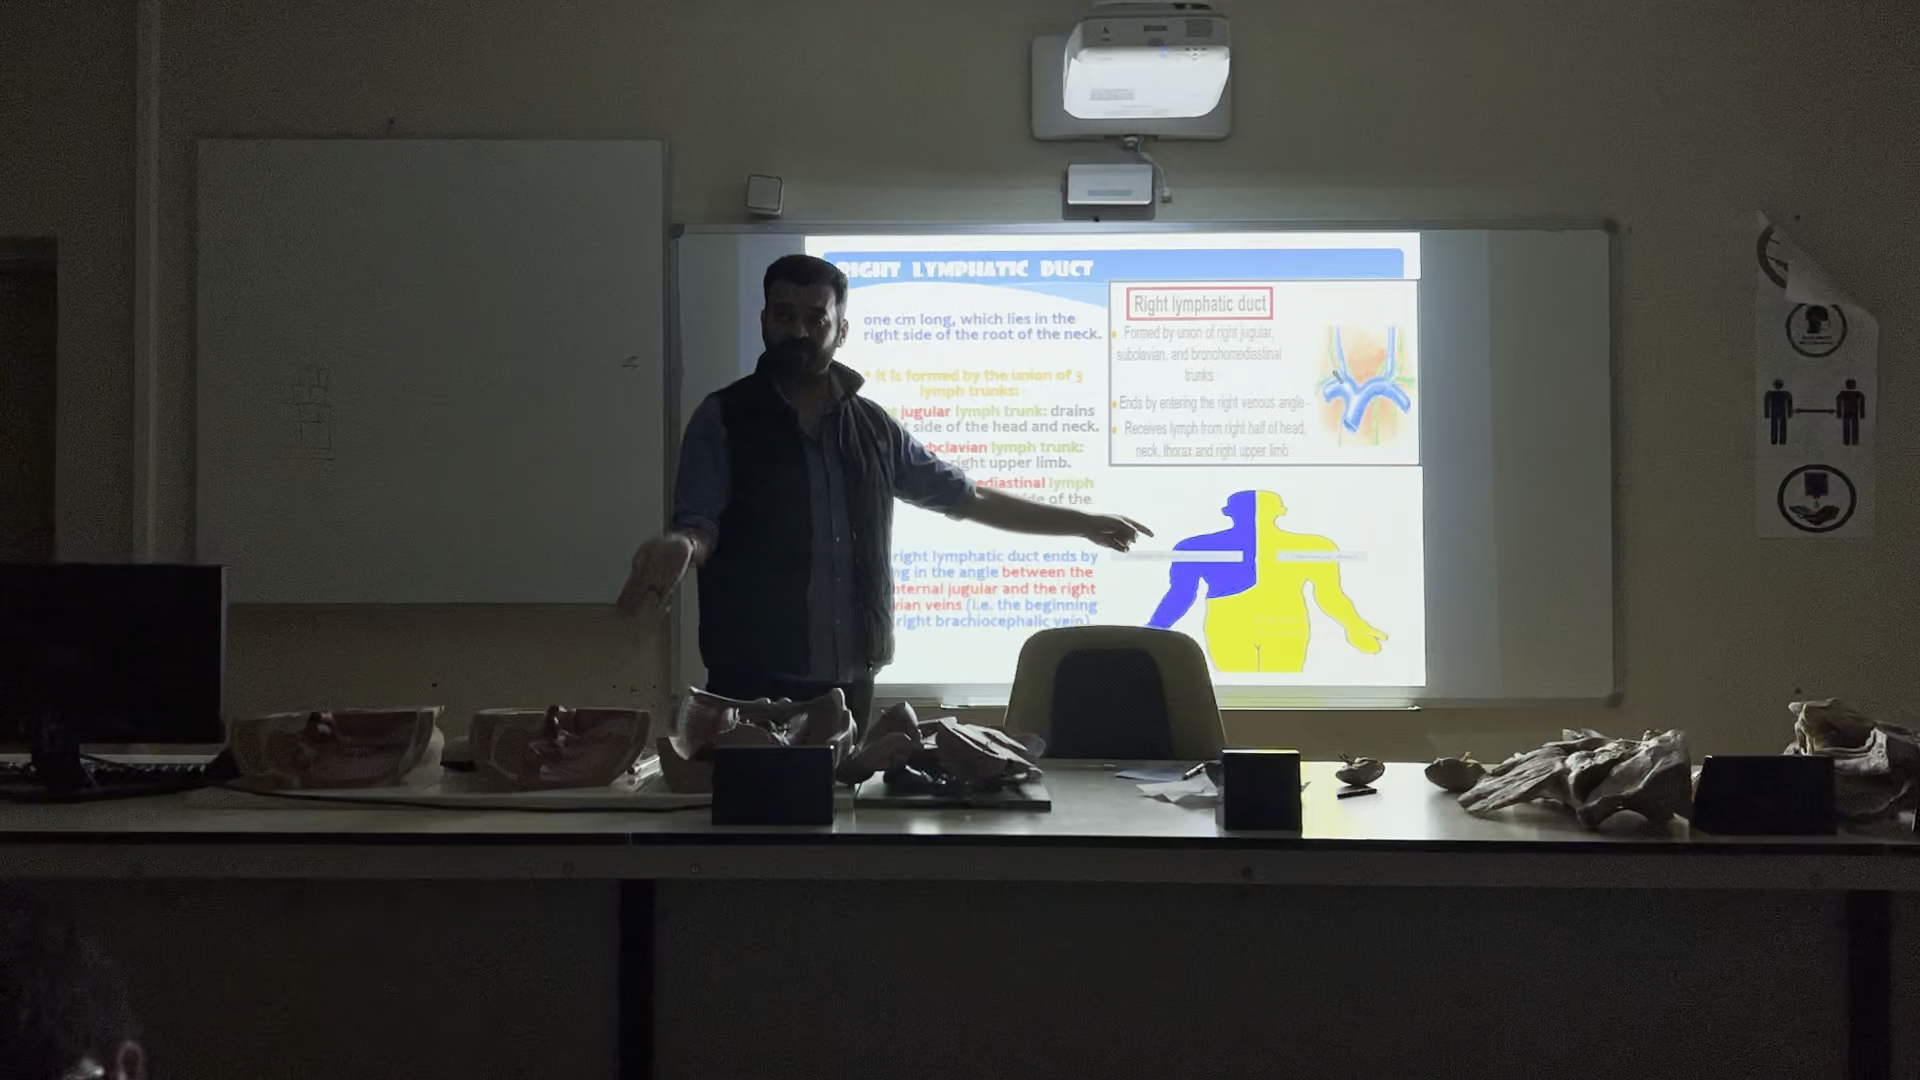 RIGHT LYMPHATIC DUCT
one cm long, which lies in the
right side of the root of the neck.
* It is formed by the union of 3
lymph trunks:
jugular lymph trunk: drains
side of the head and neck.
lymph trunk:
right upper limb.
lymph
of the
right lymphatic duct ends by
in the angle between the
internal jugular and the right
veins (i.e. the beginning
right brachiocephalic vein)
Right lymphatic duct
Formed by union of right jugular,
subclavian, and bronchomediastinal
trunks
Ends by entering the right venous angle-
Receives lymph from right half of head,
neck, thorax and right upper limb